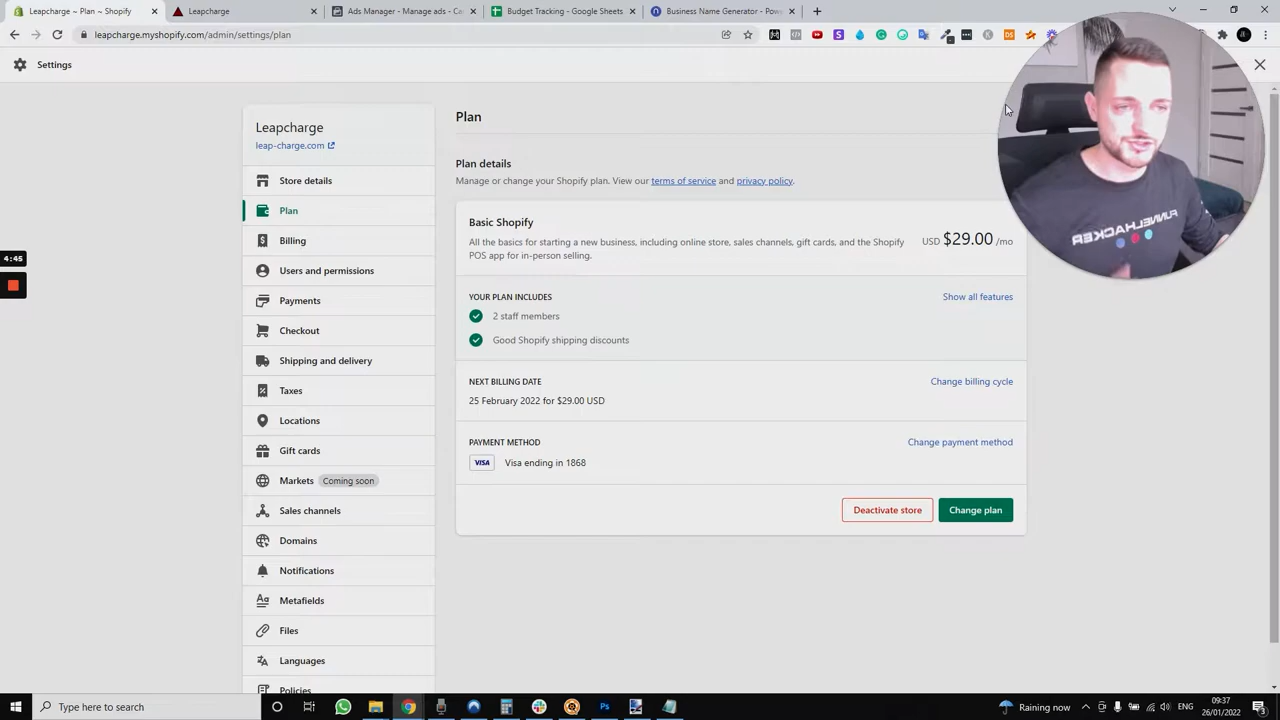 Leapcharge ~ Plan ~ Shopify
Leapcharge
Ads Manager - Manage ads - Ca
Budget Tracking - Google Sheets
Business Name Generator - Pow
leapcharge.myshopify.com/admin/settings/plan
Settings
Leapcharge
leap-charge.com
Store details
Plan
Billing
Users and permissions
Payments
Checkout
Shipping and delivery
Taxes
Locations
Gift cards
Markets Coming soon
Sales channels
Domains
Notifications
Metafields
Files
Languages
Policies
Plan
Plan details
Manage or change your Shopify plan. View our terms of service and privacy policy.
Basic Shopify
All the basics for starting a new business, including online store, sales channels, gift cards, and the Shopify
POS app for in-person selling.
USD $29.00 /mo
YOUR PLAN INCLUDES
Show all features
2 staff members
Good Shopify shipping discounts
NEXT BILLING DATE
Change billing cycle
25 February 2022 for $29.00 USD
PAYMENT METHOD
Change payment method
VISA
Visa ending in 1868
Deactivate store
Change plan
4:45
FUNNELHACKER
Type here to search
Raining now
ENG
09:37
26/01/2022